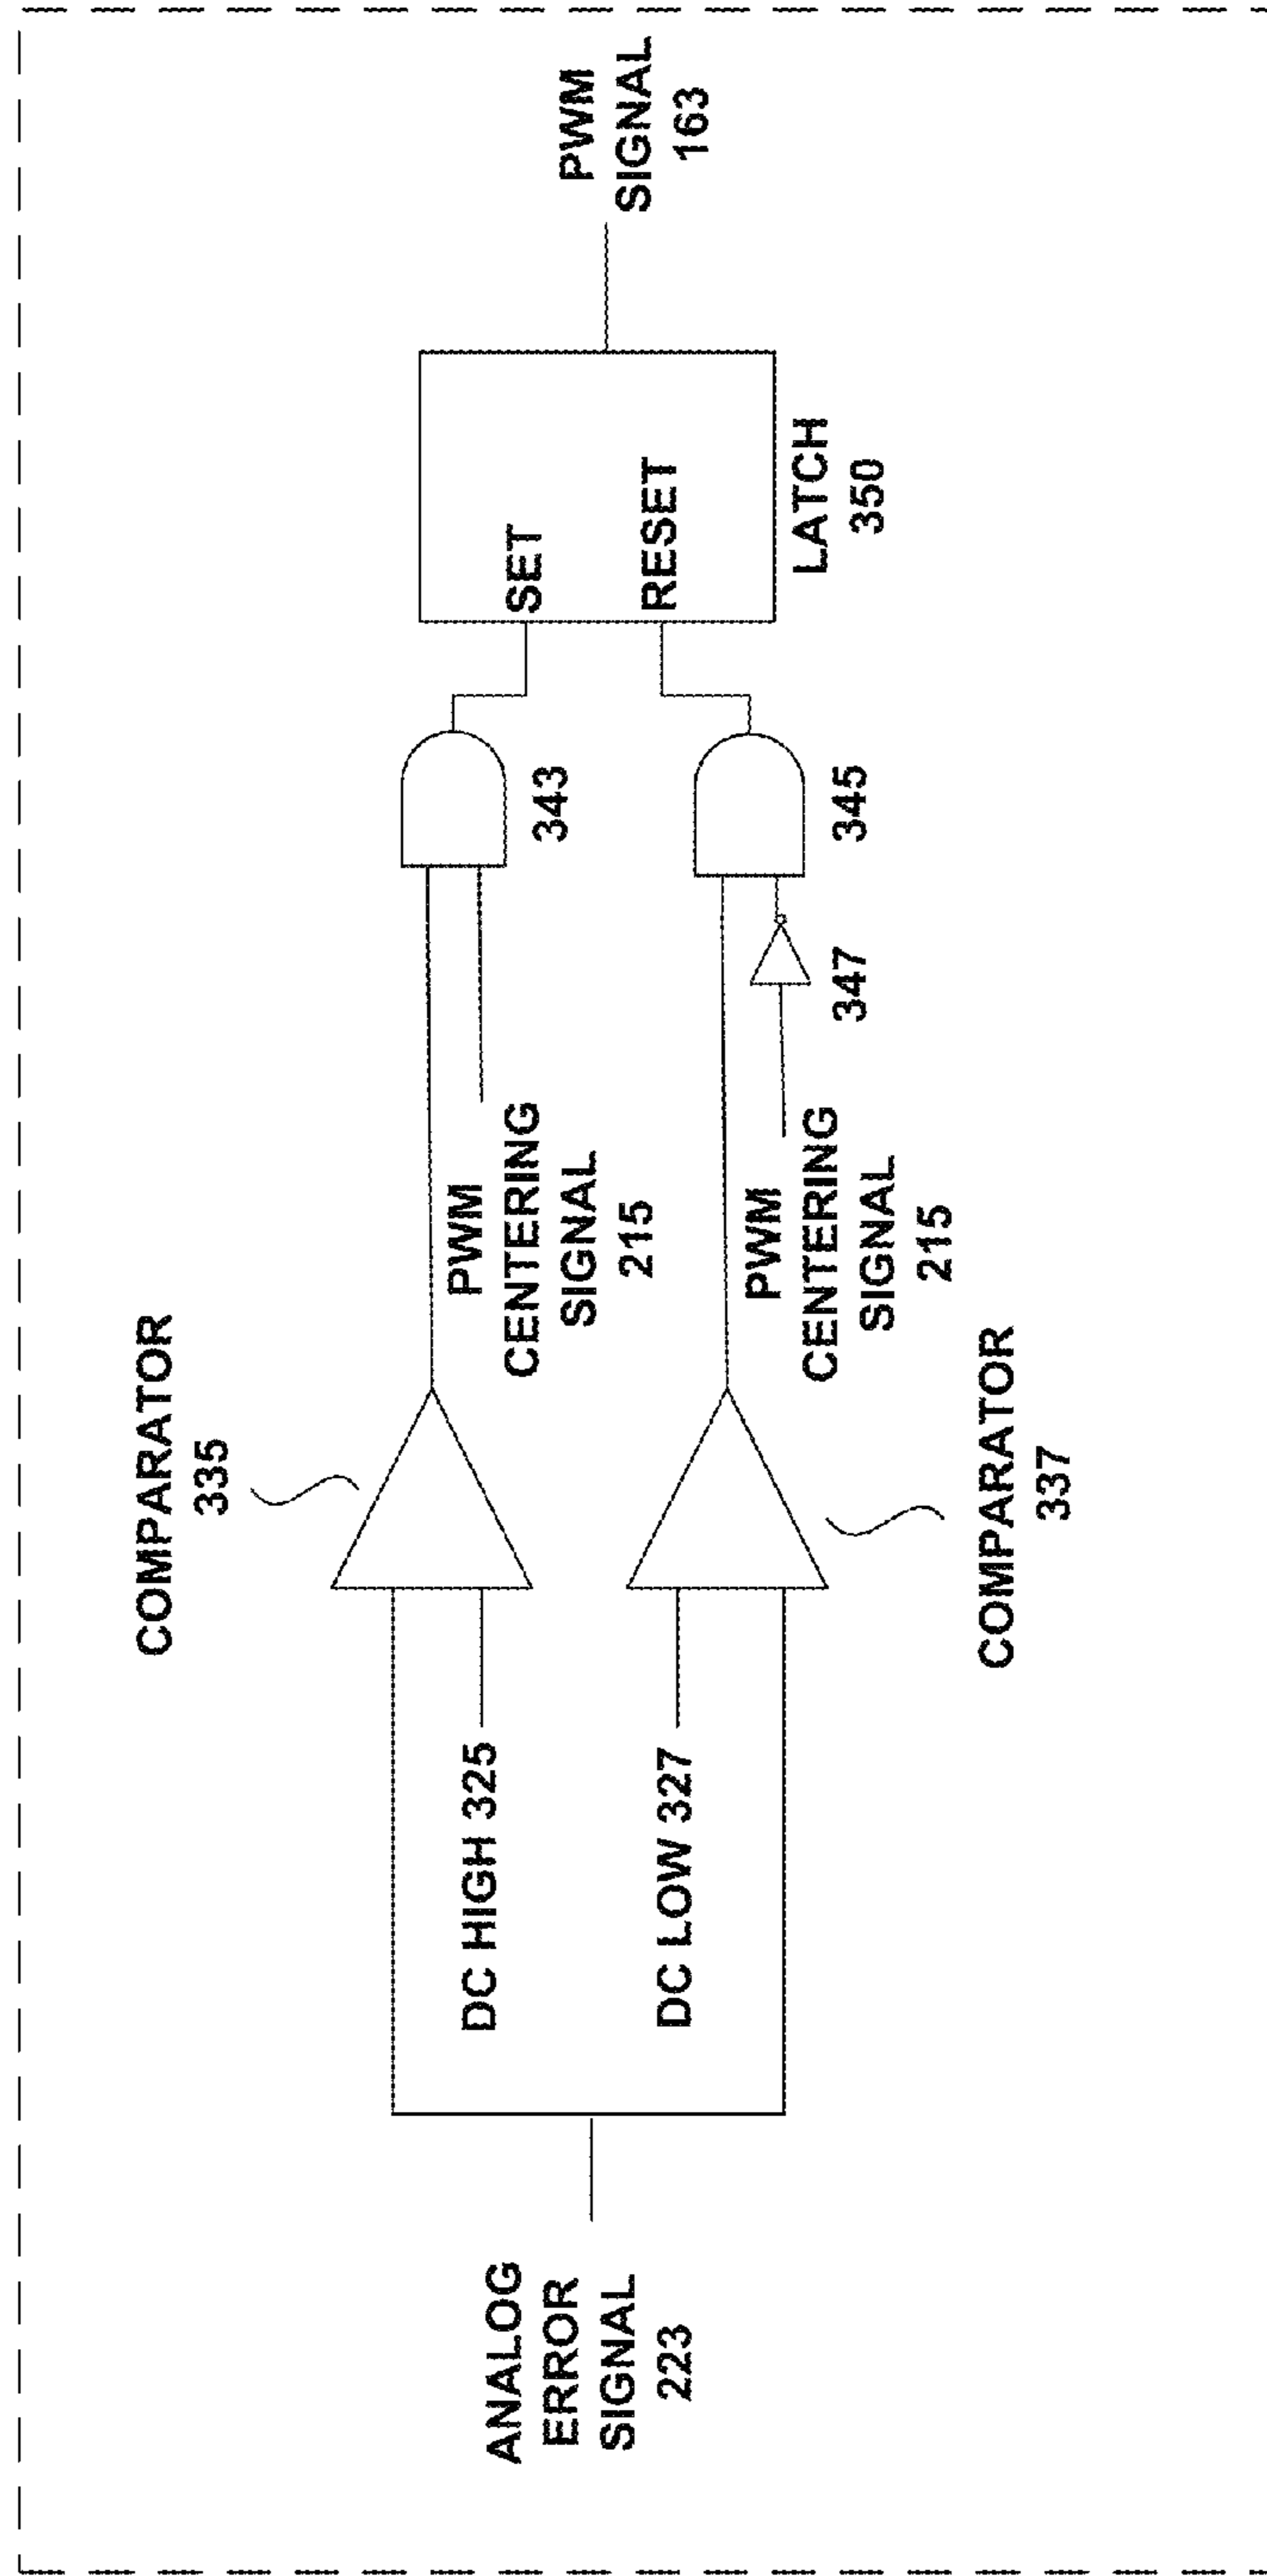 ANALOG
ERROR
SIGNAL
223
DC HIGH 325
DC LOW 327
COMPARATOR
335
COMPARATOR
337
PWM
CENTERING
SIGNAL
215
PWM
CENTERING
SIGNAL
215
343
347
345
SET
RESET
LATCH
350
PWM
SIGNAL
163